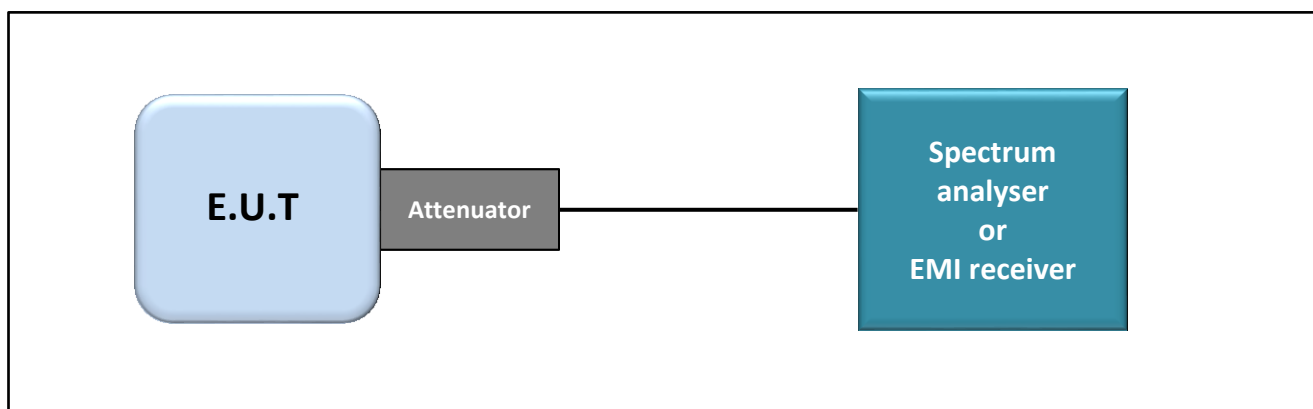 E.U.T
Attenuator
Spectrum
analyser
or
EMI receiver